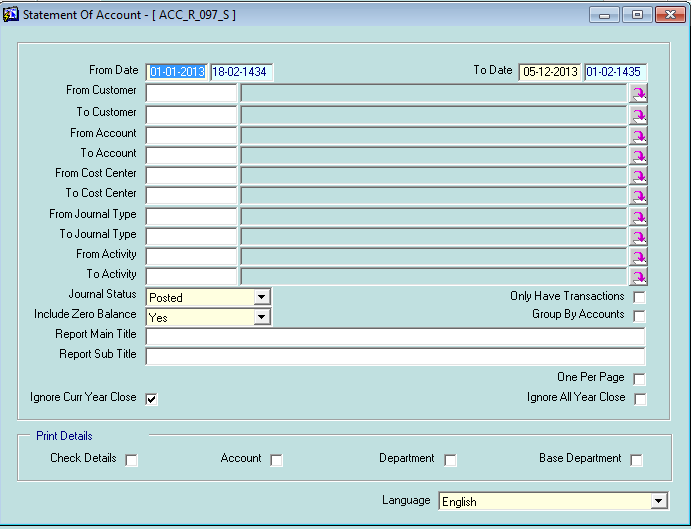 Statement Of Account - [ ACC_R_097_S ]
From Date 01-01-2013 18-02-1434 To Date 05-12-2013 01-02-1435
From Customer
To Customer
From Account
To Account
From Cost Center
To Cost Center
From Journal Type
To Journal Type
From Activity
To Activity
Journal Status Posted Only Have Transactions
Include Zero Balance Yes Group By Accounts
Report Main Title
Report Sub Title
One Per Page
Ignore Curr Year Close Ignore All Year Close
Print Details
Check Details Account Department Base Department
Language English